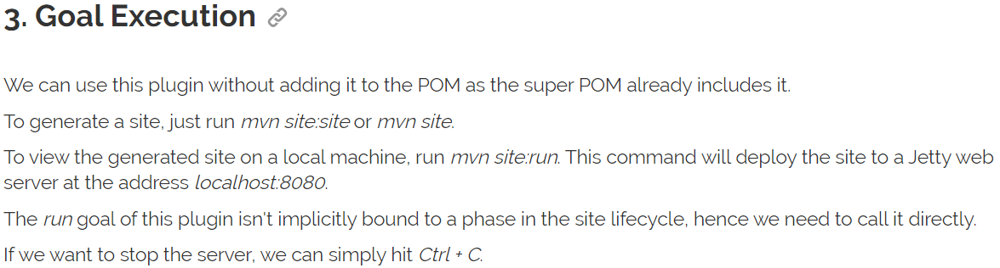 3. Goal Execution
We can use this plugin without adding it to the POM as the super POM already includes it.
To generate a site, just run mvn site:site or mvn site.
To view the generated site on a local machine, run mvn site:run. This command will deploy the site to a Jetty web
server at the address localhost:8080.
The run goal of this plugin isn't implicitly bound to a phase in the site lifecycle, hence we need to call it directly.
If we want to stop the server, we can simply hit Ctrl + C.